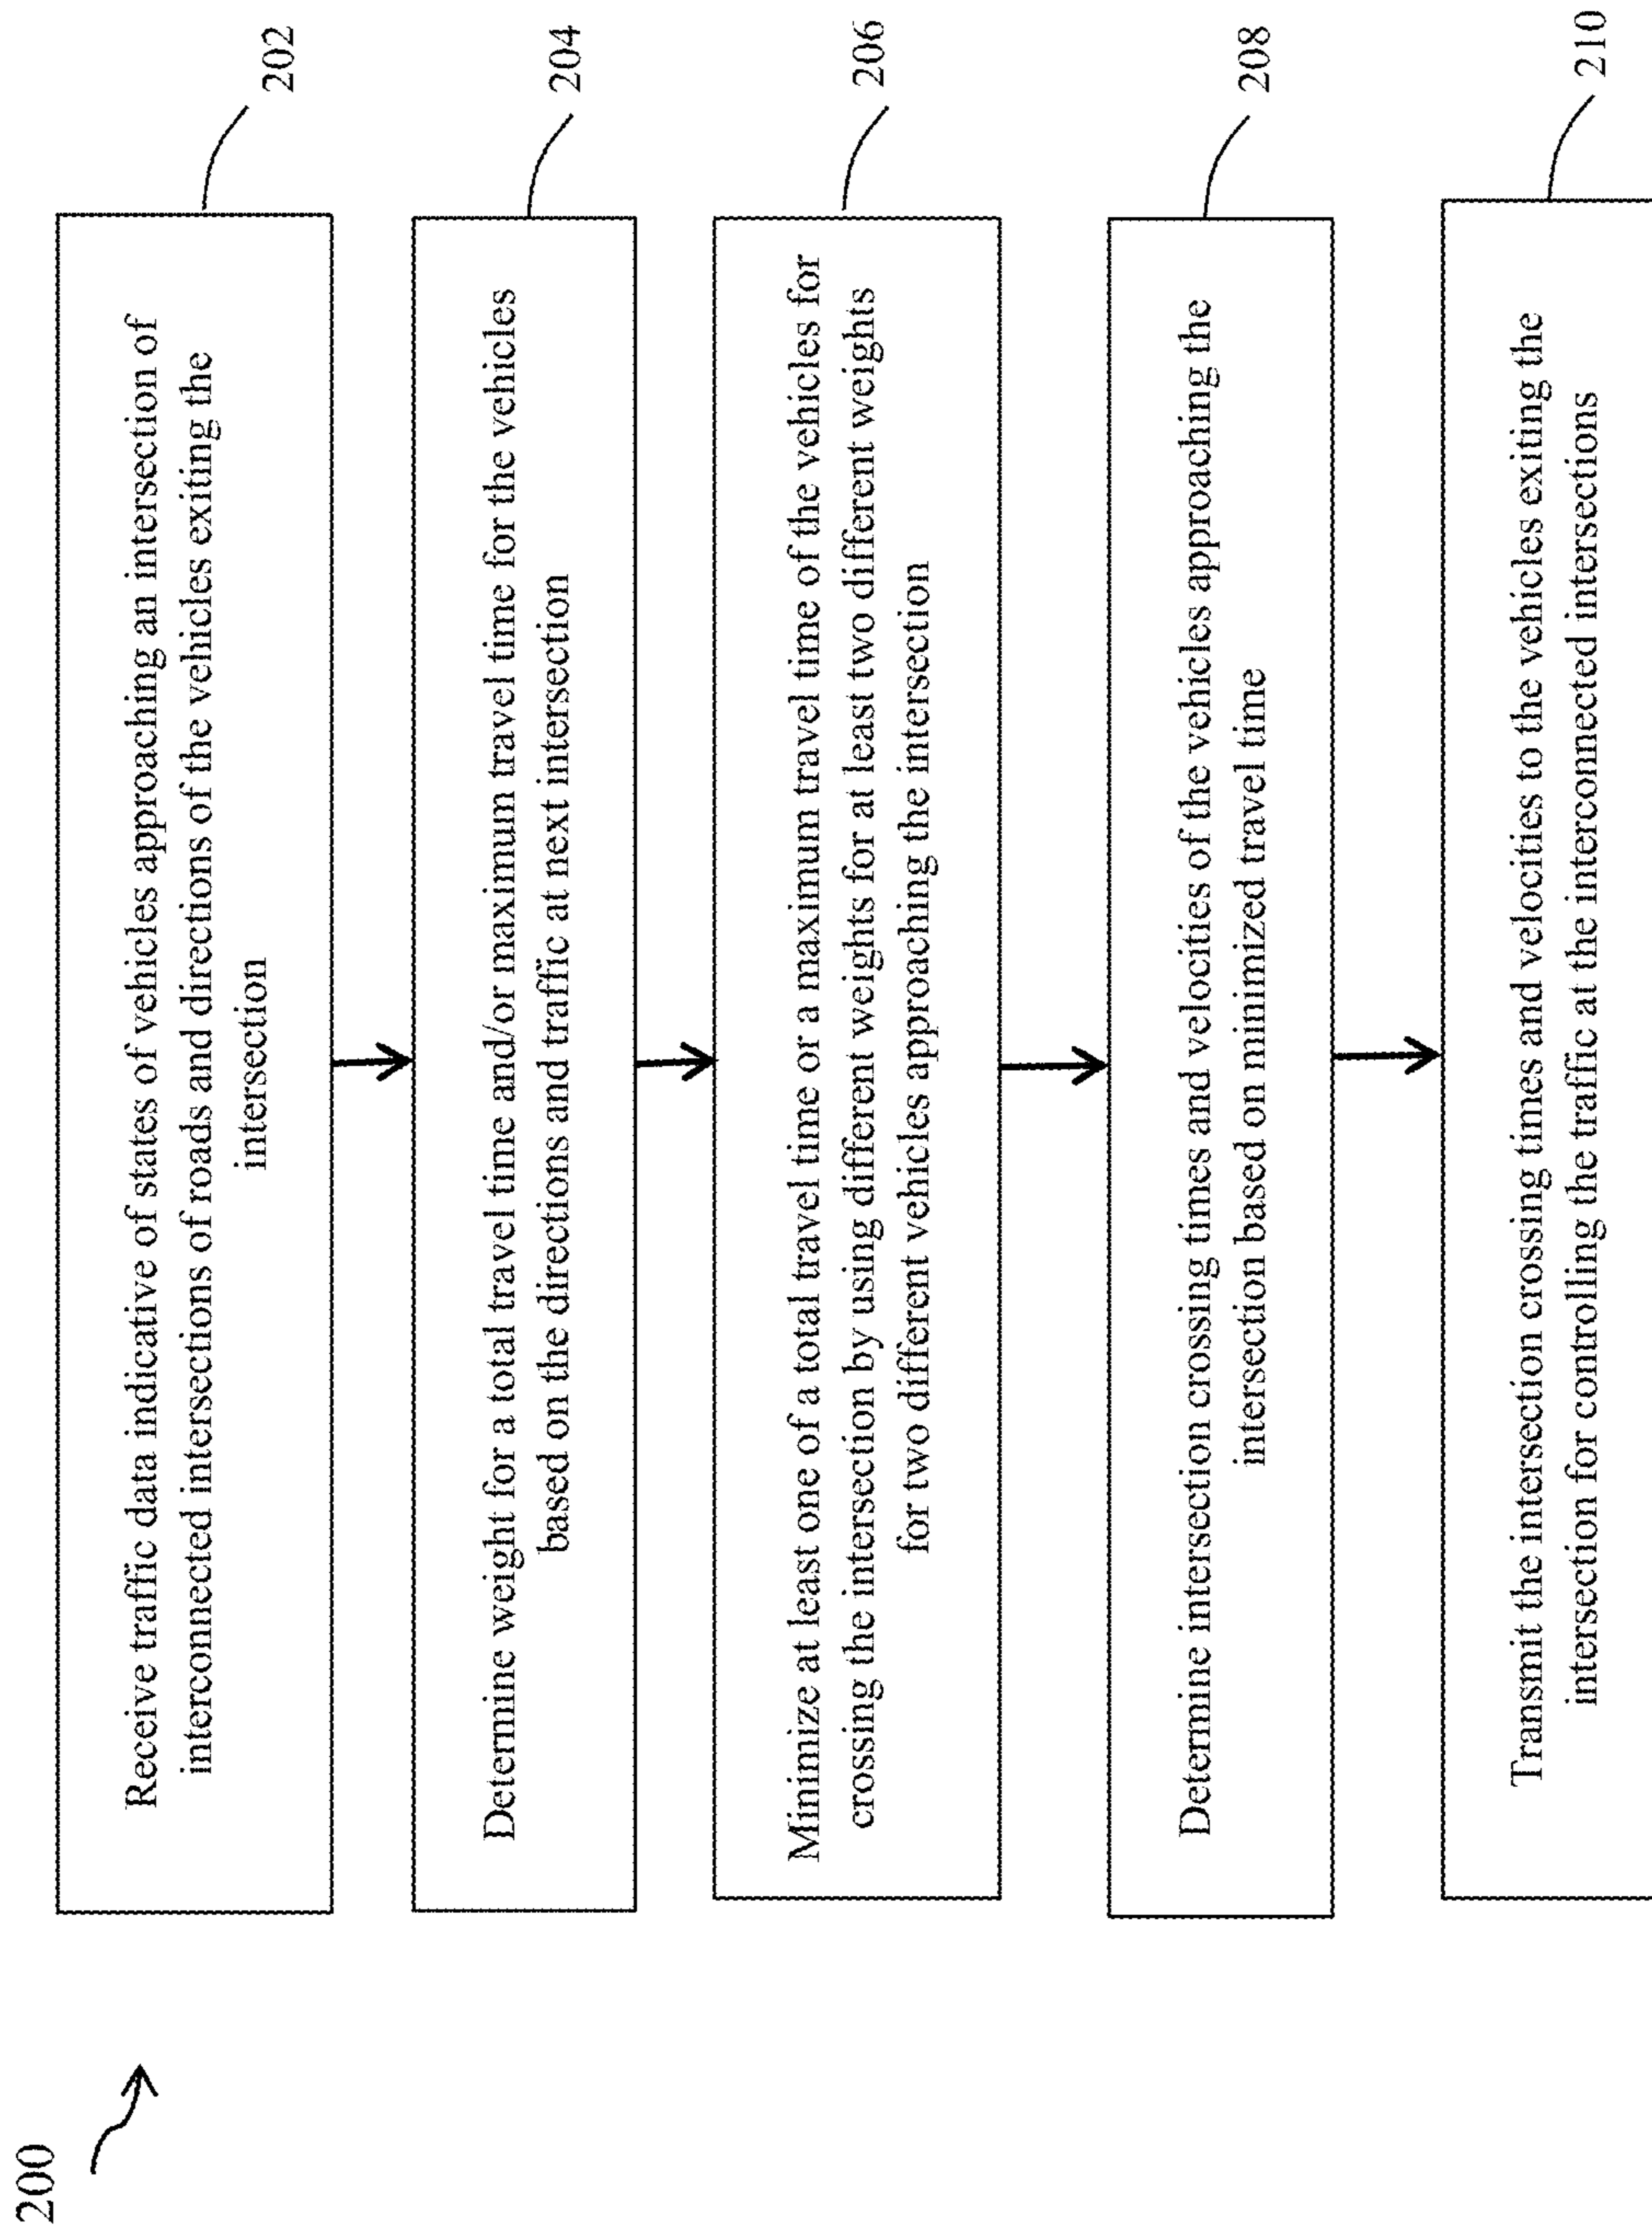 200
Receive traffic data indicative of states of vehicles approaching an intersection of
interconnected intersections of roads and directions of the vehicles exiting the
intersection
202
Determine weight for a total travel time and/or maximum travel time for the vehicles
based on the directions and traffic at next intersection
204
Minimize at least one of a total travel time or a maximum travel time of the vehicles for
crossing the intersection by using different weights for at least two different weights
for two different vehicles approaching the intersection
206
Determine intersection crossing times and velocities of the vehicles approaching the
intersection based on minimized travel time
208
Transmit the intersection crossing times and velocities to the vehicles exiting the
intersection for controlling the traffic at the interconnected intersections
210